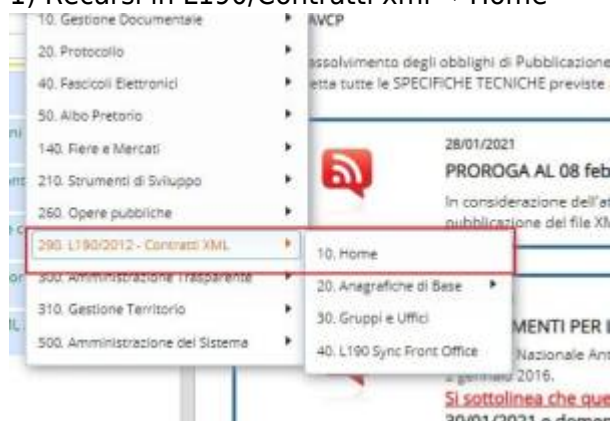 1) Recarsi in L190/Contratti xml → Home
10. Gestione Documentale
20. Protocollo
40. Fascicoli Elettronici
50. Albo Pretorio
140. Fiere e Mercati
210. Strumenti di Sviluppo
260. Opere pubbliche
290. L190/2012 - Contratti XML
300. Amministrazione Trasparente
310. Gestione Territorio
500. Amministrazione del Sistema
10. Home
20. Anagrafiche di Base
30. Gruppi e Uffici
40. L190 Sync Front Office
AVCP
assolvimento degli obblighi di Pubblicazione
etta tutte le SPECIFICHE TECNICHE previste
28/01/2021
PROROGA AL 08 feb
In considerazione dell'at
pubblicazione del file XM
MENTI PER L
Nazionale Ant
2 gennaio 2016.
Si sottolinea che que
30/01/2021 e domen